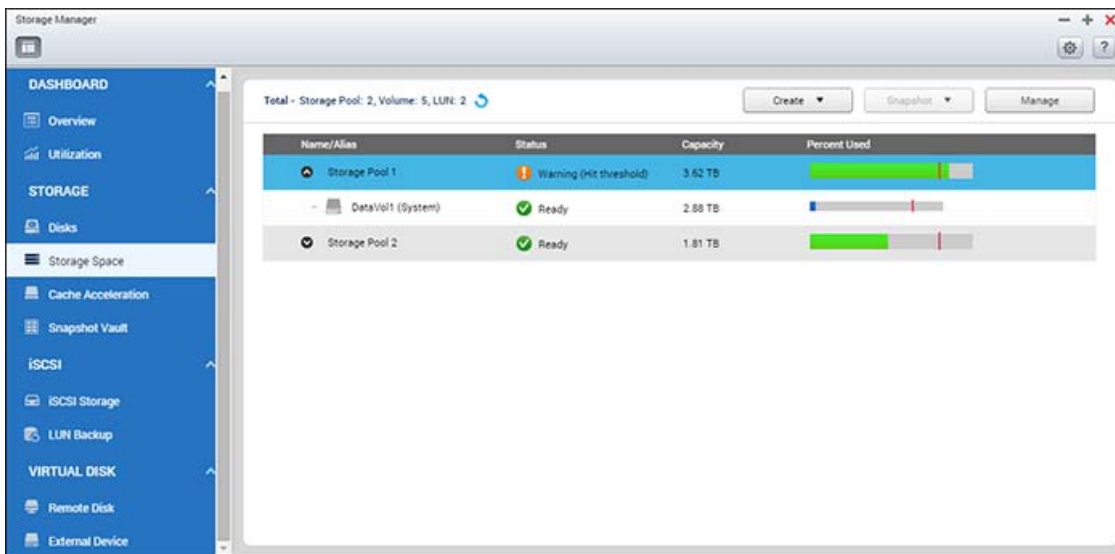 Storage Manager
DASHBOARD
Overview
Utilization
STORAGE
Disks
Storage Space
Cache Acceleration
Snapshot Vault
iSCSI
iSCSI Storage
LUN Backup
VIRTUAL DISK
Remote Disk
External Device
Total - Storage Pool: 2, Volume: 5, LUN: 2
Create Snapshot Manage
Name/Alias Status Capacity Percent Used
Storage Pool 1 Warning (Hit threshold) 3.62 TB
DataVol1 (System) Ready 2.88 TB
Storage Pool 2 Ready 1.81 TB